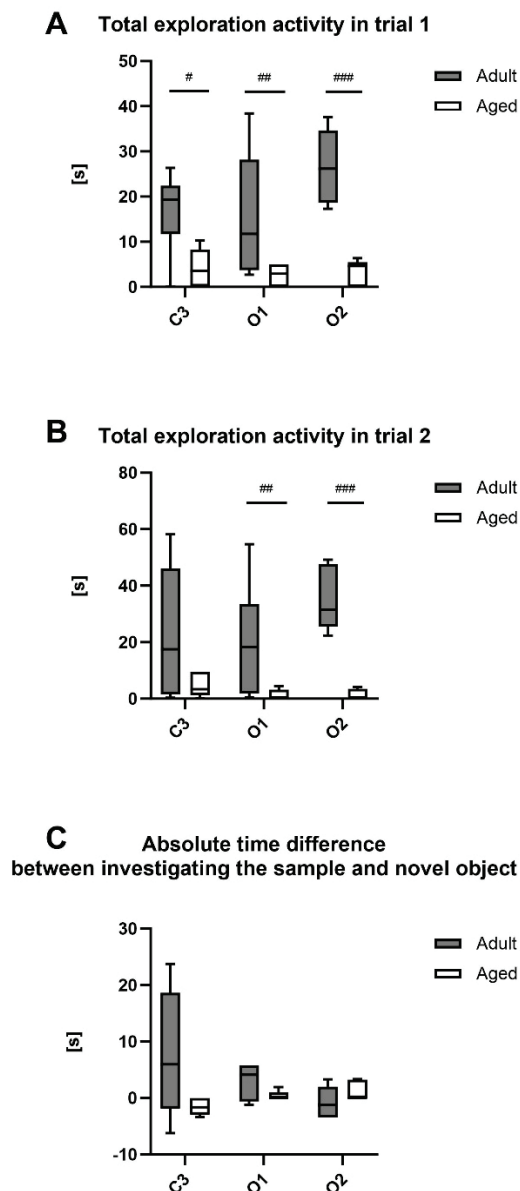 A Total exploration activity in trial 1
# ## ###
Adult
Aged
50
40
30
20
10
0
[s]
C3 O1 O2
B Total exploration activity in trial 2
## ###
Adult
Aged
80
60
40
20
0
[s]
C3 O1 O2
C Absolute time difference
between investigating the sample and novel object
Adult
Aged
30
20
10
0
-10
[s]
C3 O1 O2